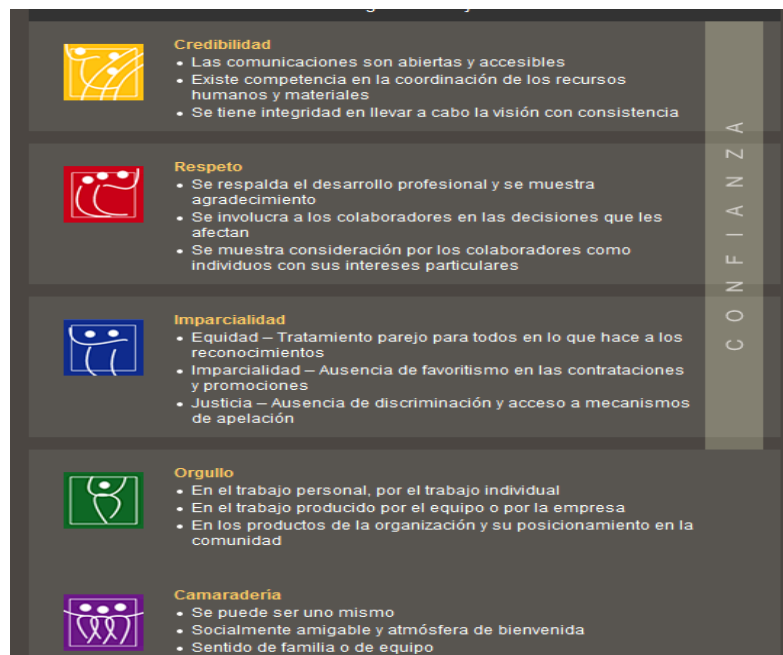 Credibilidad
• Las comunicaciones son abiertas y accesibles
• Existe competencia en la coordinación de los recursos
humanos y materiales
• Se tiene integridad en llevar a cabo la visión con consistencia
Respeto
• Se respalda el desarrollo profesional y se muestra
agradecimiento
• Se involucra a los colaboradores en las decisiones que les
afectan
• Se muestra consideración por los colaboradores como
individuos con sus intereses particulares
Imparcialidad
• Equidad – Tratamiento parejo para todos en lo que hace a los
reconocimientos
• Imparcialidad – Ausencia de favoritismo en las contrataciones
y promociones
• Justicia – Ausencia de discriminación y acceso a mecanismos
de apelación
CONFIANZA
Orgullo
• En el trabajo personal, por el trabajo individual
• En el trabajo producido por el equipo o por la empresa
• En los productos de la organización y su posicionamiento en la
comunidad
Camaradería
• Se puede ser uno mismo
• Socialmente amigable y atmósfera de bienvenida
• Sentido de familia o de equipo